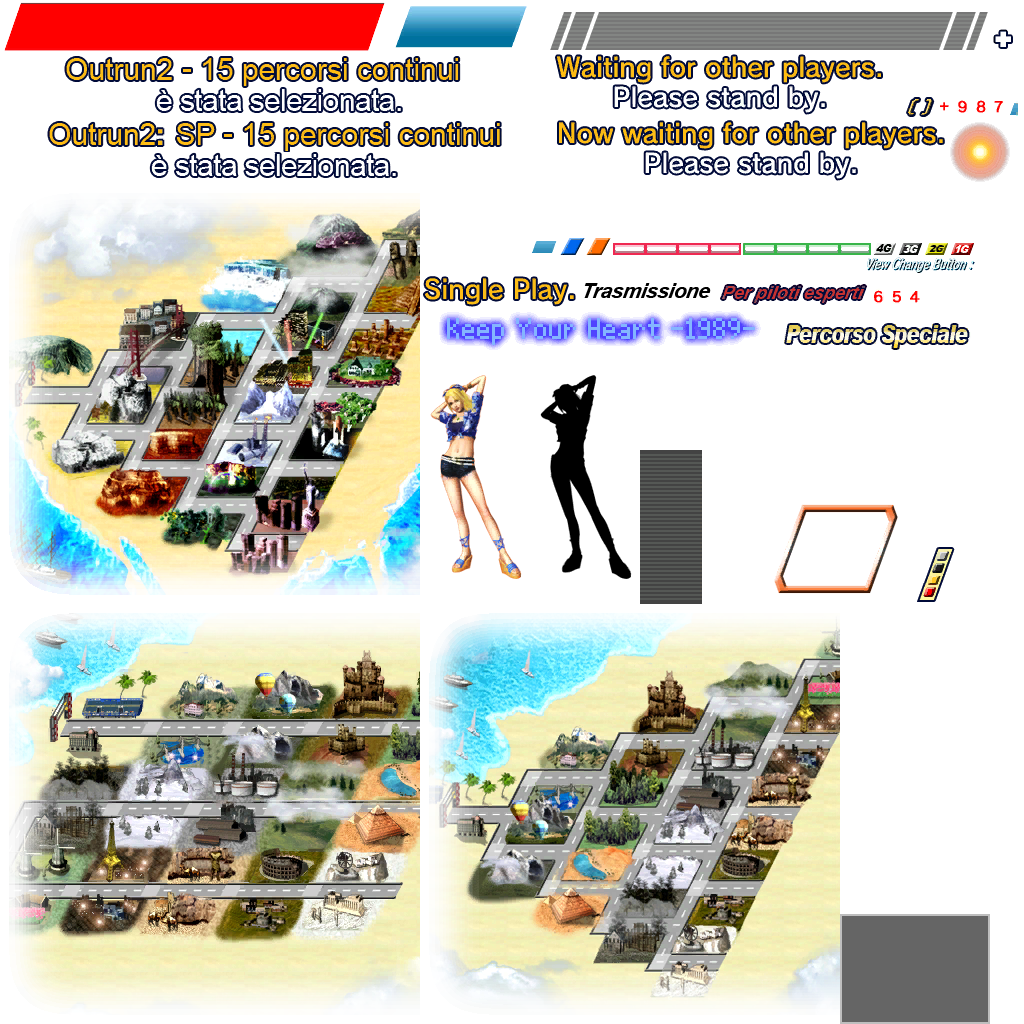 Outrun2 - 15 percorsi continui
è stata selezionata.
Outrun2: SP - 15 percorsi continui
è stata selezionata.
Waiting for other players.
Please stand by.
( ) + 9 8 7
Now waiting for other players.
Please stand by.
4G 3G 2G 1G
View Change Button :
Single Play. Trasmissione Per piloti esperti 6 5 4
Keep Your Heart -1989-
Percorso Speciale